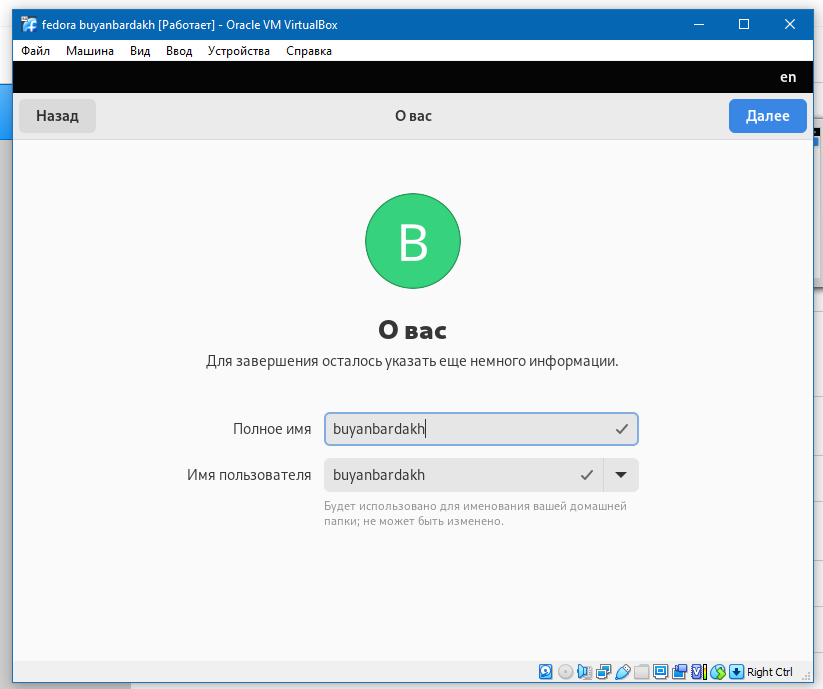 fedora buyanbardakh [Работает] - Oracle VM VirtualBox
Файл Машина Вид Ввод Устройства Справка
en
Назад О вас Далее
B
О вас
Для завершения осталось указать еще немного информации.
Полное имя buyanbardakh
Имя пользователя buyanbardakh
Будет использовано для именования вашей домашней
папки; не может быть изменено.
Right Ctrl